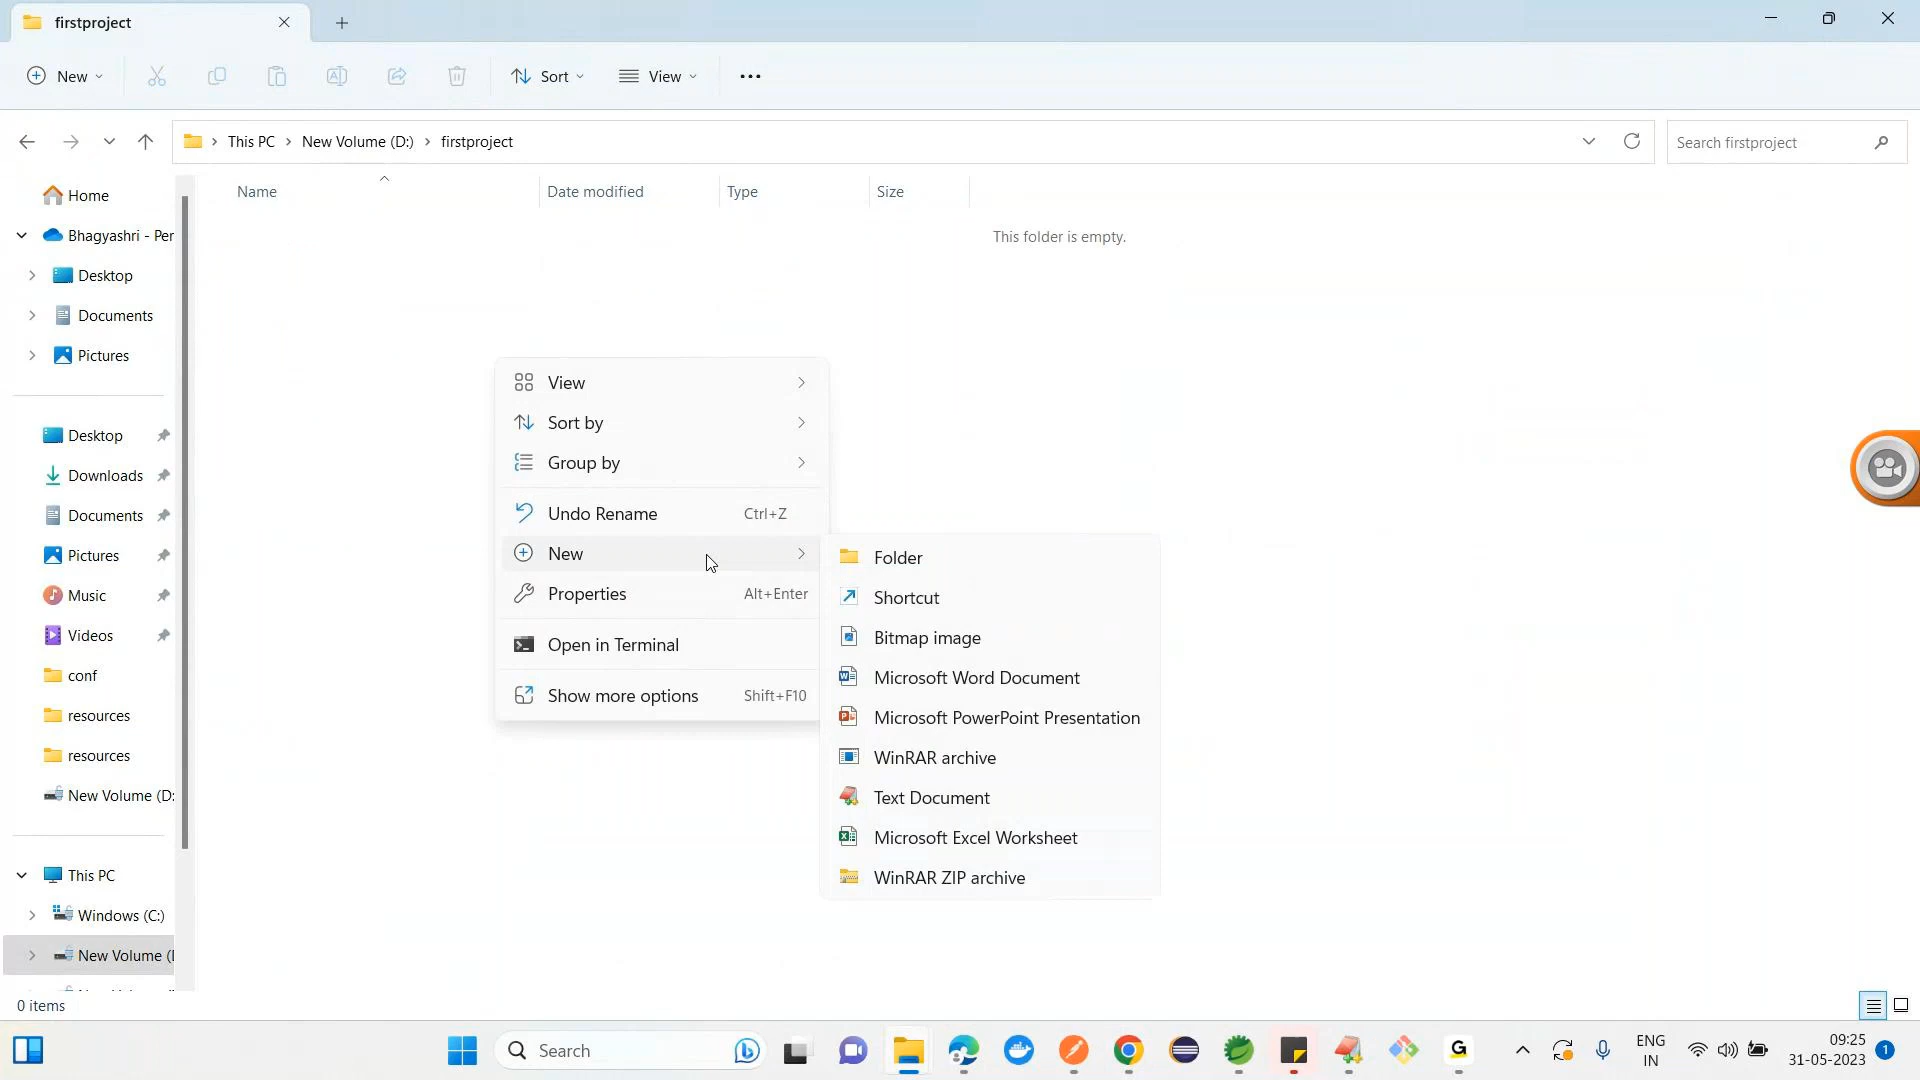 firstproject
New
Sort
View
This PC
New Volume (D:)
firstproject
Search firstproject
Name
Date modified
Type
Size
This folder is empty.
Home
Bhagyashri - Per
Desktop
Documents
Pictures
Desktop
Downloads
Documents
Pictures
Music
Videos
conf
resources
resources
New Volume (D:
This PC
Windows (C:)
New Volume (
View
Sort by
Group by
Undo Rename Ctrl+Z
New
Properties Alt+Enter
Open in Terminal
Show more options Shift+F10
Folder
Shortcut
Bitmap image
Microsoft Word Document
Microsoft PowerPoint Presentation
WinRAR archive
Text Document
Microsoft Excel Worksheet
WinRAR ZIP archive
0 items
Search
ENG
IN
09:25
31-05-2023
1